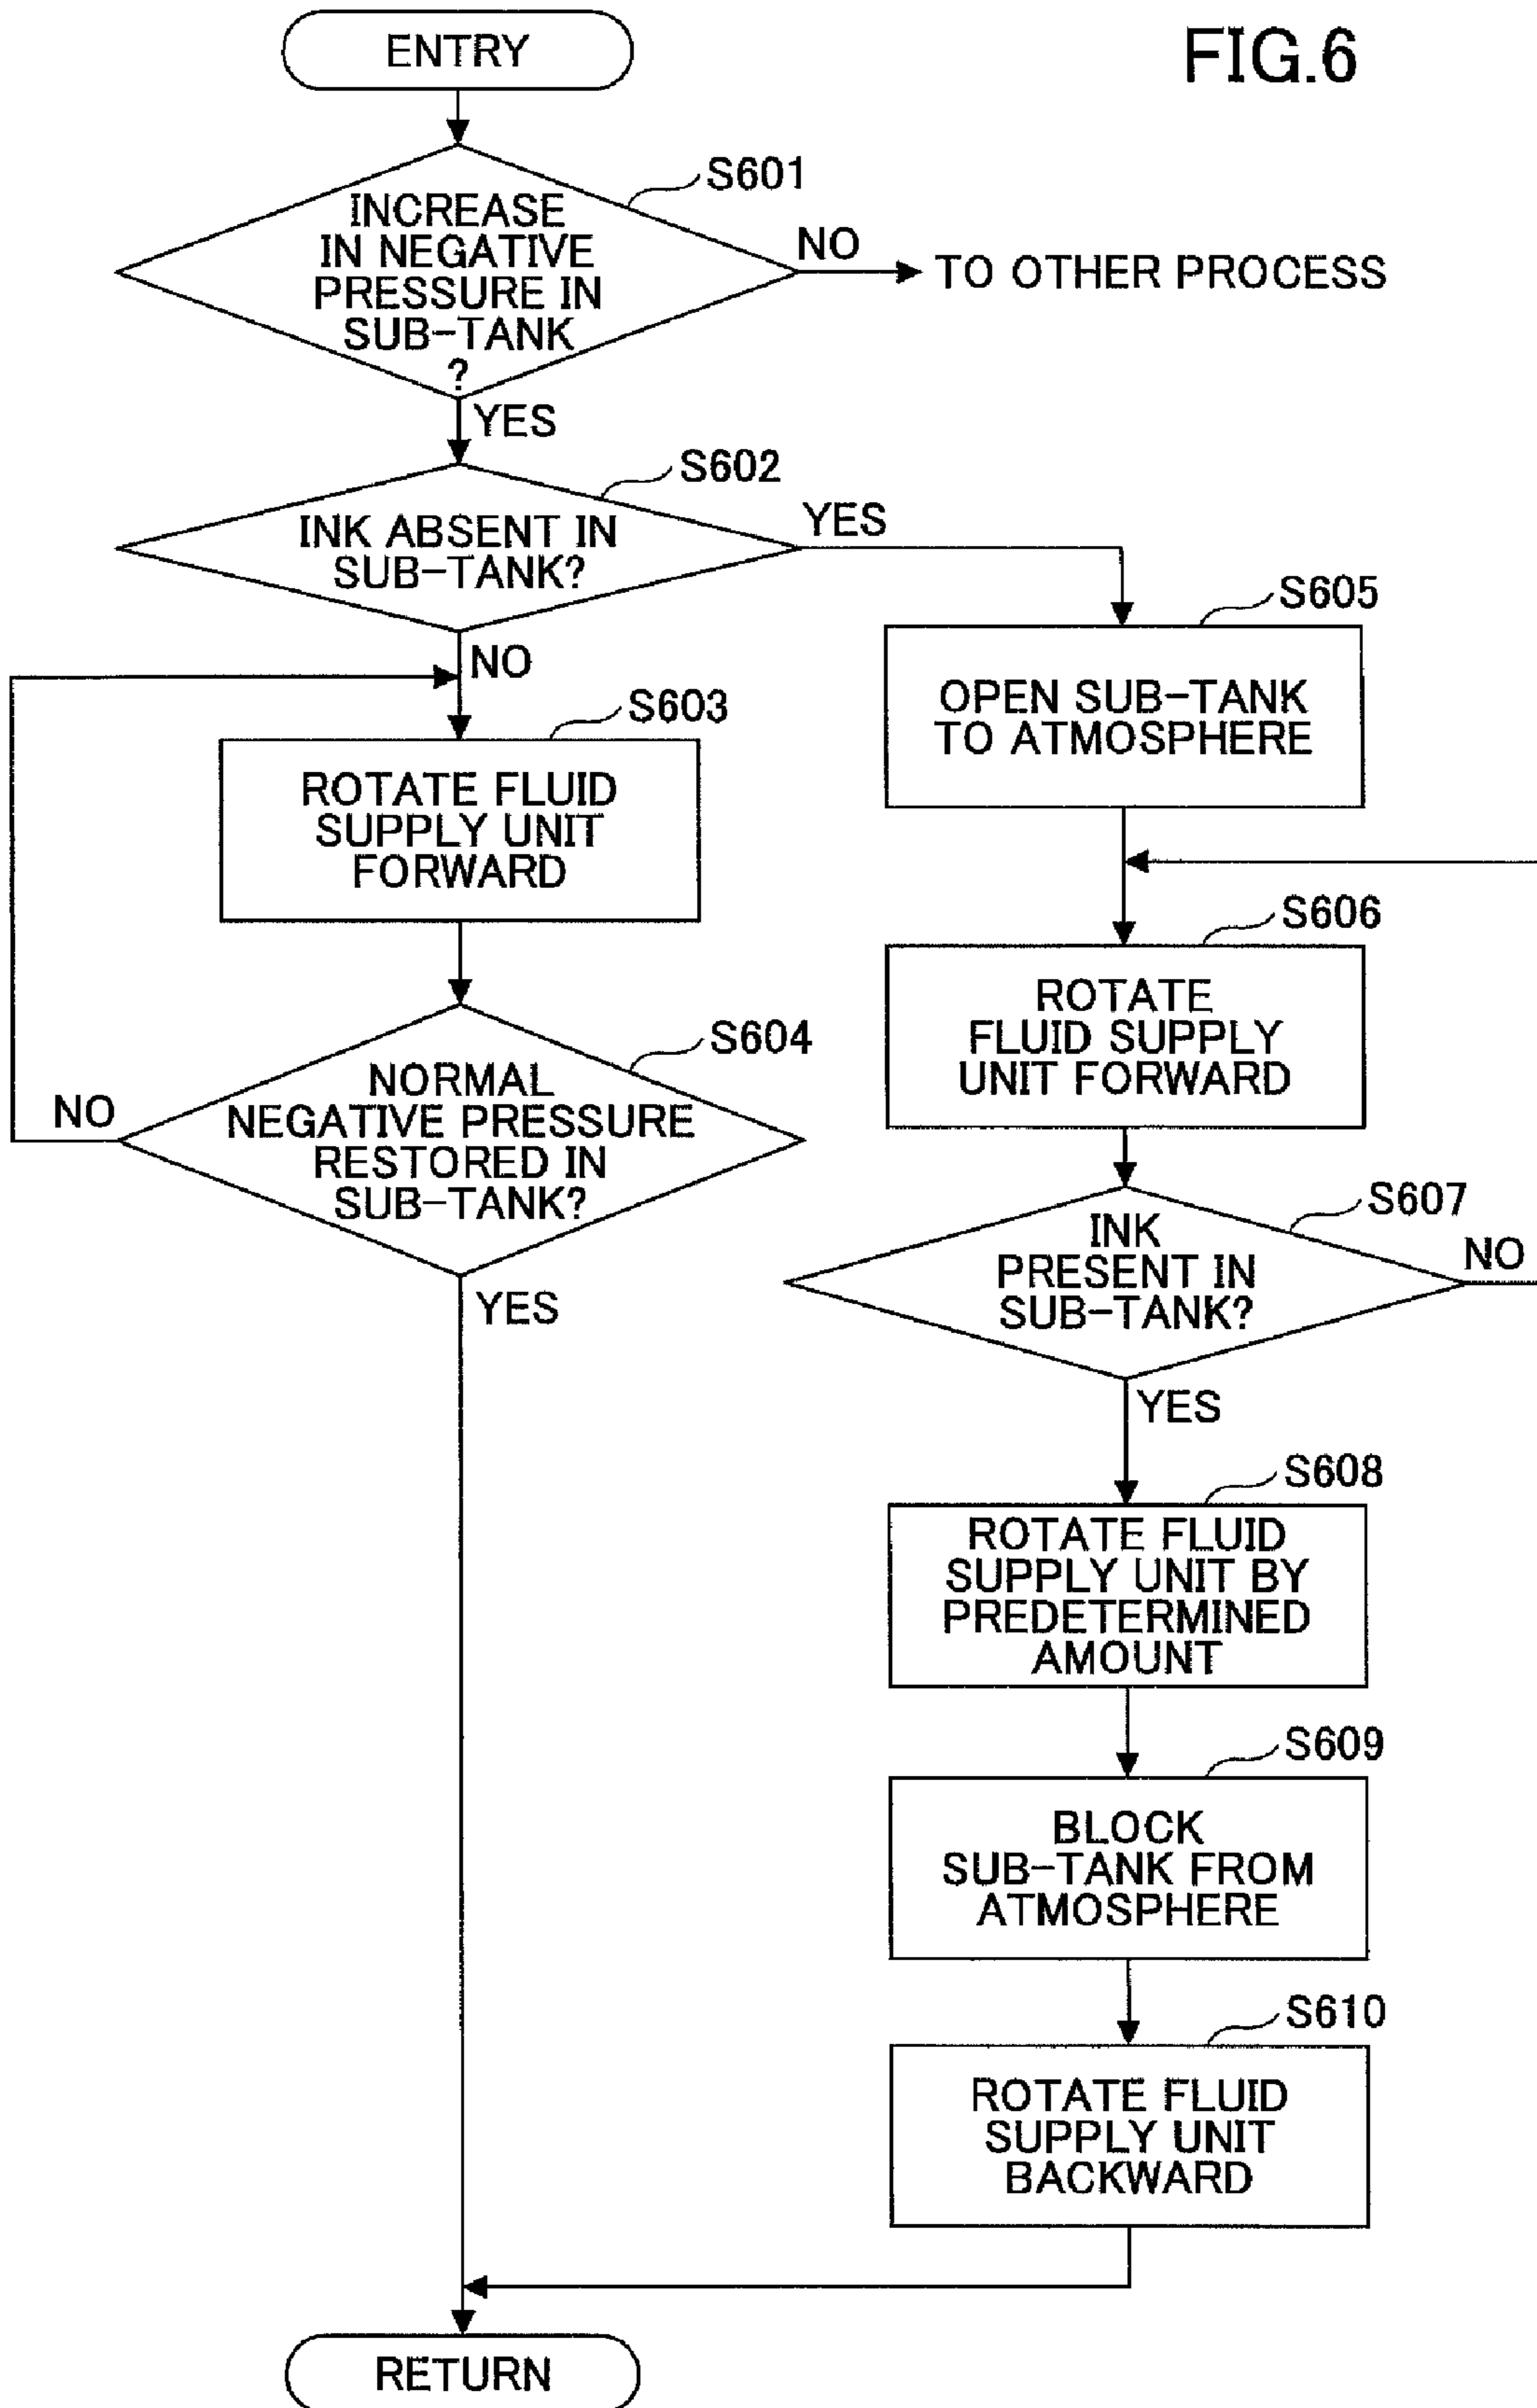 FIG.6
ENTRY
S601
INCREASE
IN NEGATIVE
PRESSURE IN
SUB-TANK
?
NO
TO OTHER PROCESS
YES
S602
INK ABSENT IN
SUB-TANK?
YES
NO
S603
ROTATE FLUID
SUPPLY UNIT
FORWARD
S604
NORMAL
NEGATIVE PRESSURE
RESTORED IN
SUB-TANK?
NO
YES
S605
OPEN SUB-TANK
TO ATMOSPHERE
S606
ROTATE
FLUID SUPPLY
UNIT FORWARD
S607
INK
PRESENT IN
SUB-TANK?
NO
YES
S608
ROTATE FLUID
SUPPLY UNIT BY
PREDETERMINED
AMOUNT
S609
BLOCK
SUB-TANK FROM
ATMOSPHERE
S610
ROTATE FLUID
SUPPLY UNIT
BACKWARD
RETURN